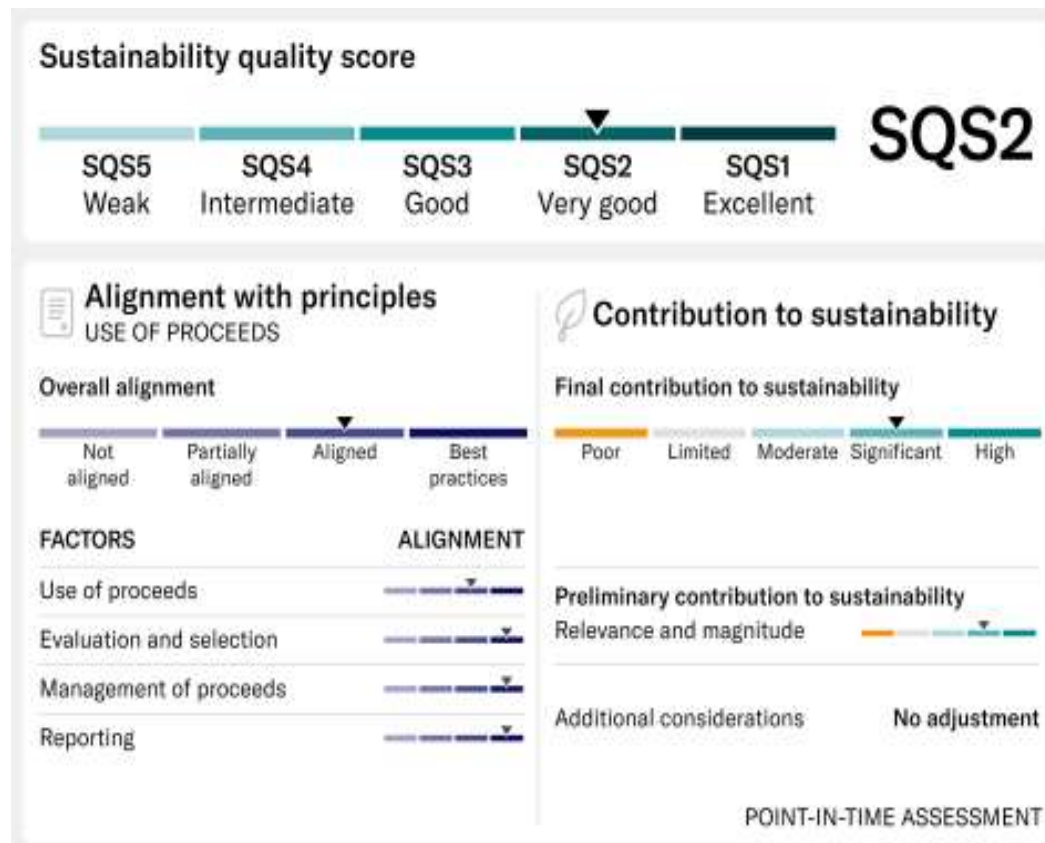 Sustainability quality score
SQS2
SQS5 SQS4 SQS3 SQS2 SQS1
Weak Intermediate Good Very good Excellent
Alignment with principles
USE OF PROCEEDS
Overall alignment
Not aligned
Partially aligned
Aligned
Best practices
FACTORS ALIGNMENT
Use of proceeds
Evaluation and selection
Management of proceeds
Reporting
Contribution to sustainability
Final contribution to sustainability
Poor Limited Moderate Significant High
Preliminary contribution to sustainability
Relevance and magnitude
Additional considerations No adjustment
POINT-IN-TIME ASSESSMENT